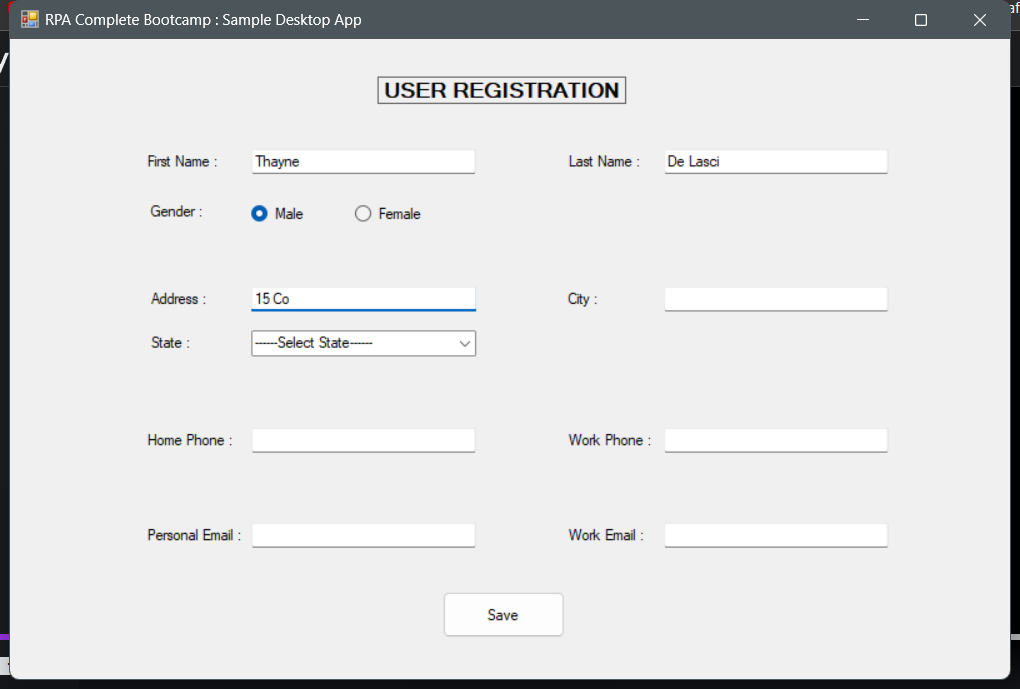 RPA Complete Bootcamp : Sample Desktop App
USER REGISTRATION
First Name : Thayne Last Name : De Lasci
Gender : Male Female
Address : 15 Co City :
State : ------Select State------
Home Phone : Work Phone :
Personal Email : Work Email :
Save